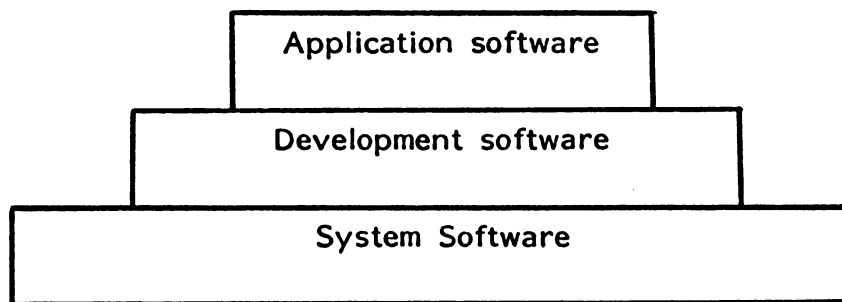 Application software
Development software
System Software